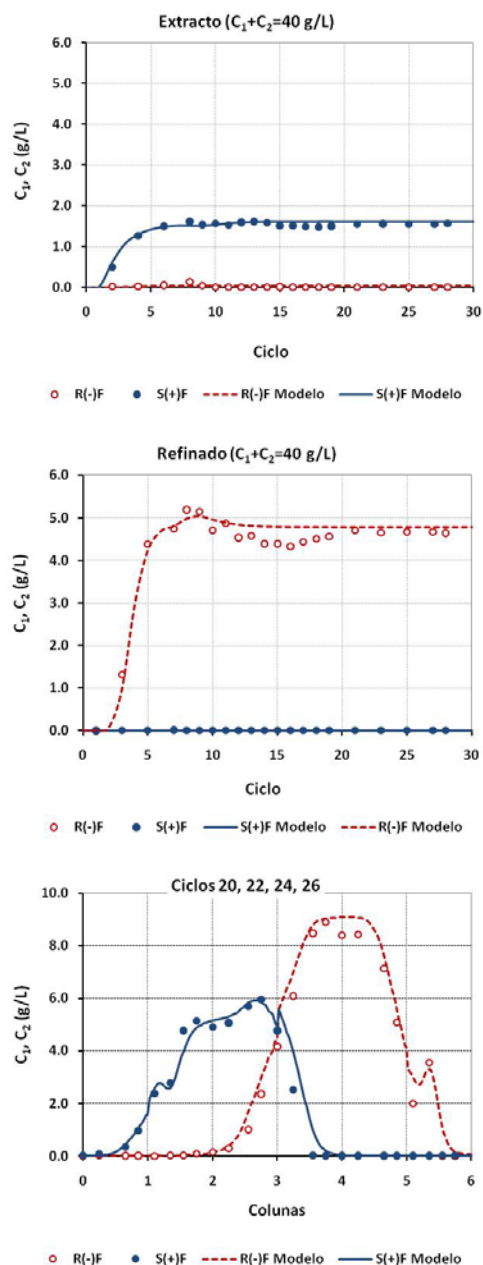 Extracto (C1+C2=40 g/L)
6.0
5.0
4.0
3.0
2.0
1.0
0.0
C1, C2 (g/L)
0 5 10 15 20 25 30
Ciclo
R(-)F S(+)F R(-)F Modelo S(+)F Modelo
Refinado (C1+C2=40 g/L)
6.0
5.0
4.0
3.0
2.0
1.0
0.0
C1, C2 (g/L)
0 5 10 15 20 25 30
Ciclo
R(-)F S(+)F S(+)F Modelo R(-)F Modelo
Ciclos 20, 22, 24, 26
10.0
8.0
6.0
4.0
2.0
0.0
C1, C2 (g/L)
0 1 2 3 4 5 6
Colunas
R(-)F S(+)F R(-)F Modelo S(+)F Modelo